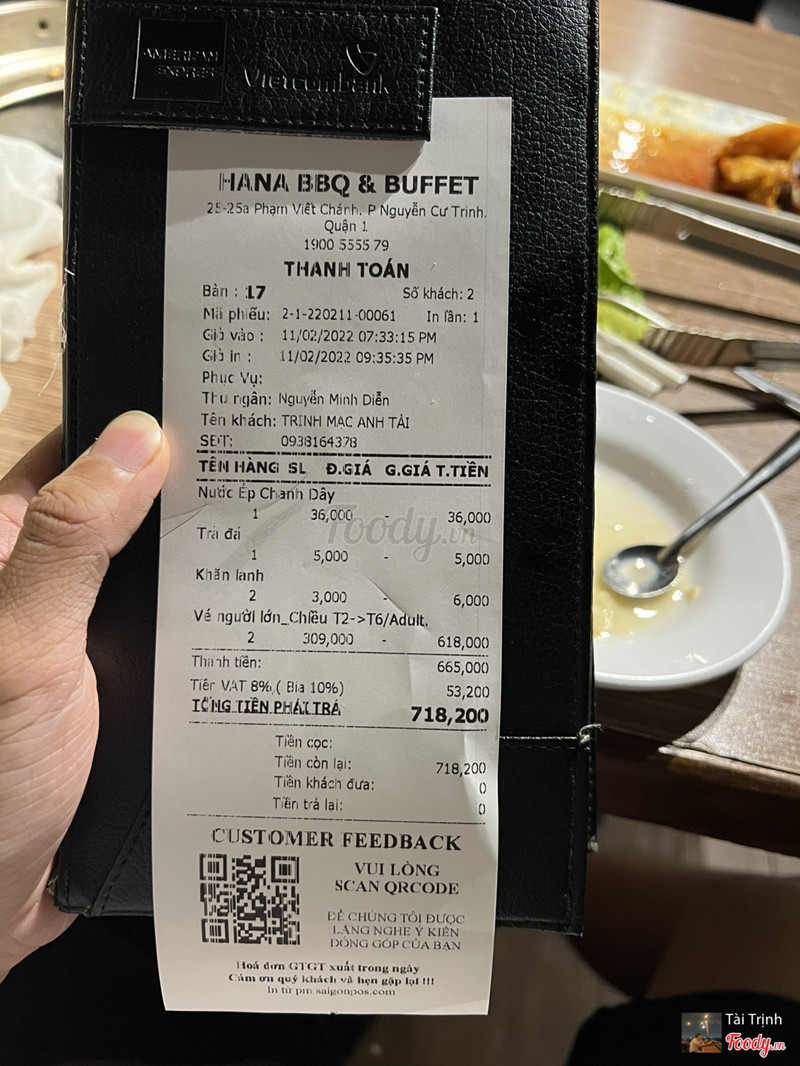 AMERICAN
EXPRESS
Vietcombank
HANA BBQ & BUFFET
25-25a Phạm Viết Chánh, P Nguyễn Cư Trinh,
Quận 1
1900 5555 79
THANH TOÁN
Bàn : 17 Số khách: 2
Mã phiếu: 2-1-220211-00061 In lần: 1
Giờ vào : 11/02/2022 07:33:15 PM
Giờ in : 11/02/2022 09:35:35 PM
Phục Vụ:
Thu ngân: Nguyễn Minh Diễn
Tên khách: TRỊNH MẠC ANH TÀI
SĐT: 0938164378
TÊN HÀNG SL Đ.GIÁ G.GIÁ T.TIỀN
Nước Ép Chanh Dây
1 36,000 - 36,000
Trà đá
1 5,000 - 5,000
Khăn lanh
2 3,000 - 6,000
Vé người lớn_Chiều T2->T6/Adult,
2 309,000 - 618,000
Thành tiền: 665,000
Tiền VAT 8%,( Bia 10%) 53,200
TỔNG TIỀN PHẢI TRẢ 718,200
Tiền cọc:
Tiền còn lại: 718,200
Tiền khách đưa: 0
Tiền trả lại: 0
CUSTOMER FEEDBACK
VUI LÒNG
SCAN QRCODE
ĐỂ CHÚNG TÔI ĐƯỢC
LẮNG NGHE Ý KIẾN
ĐÓNG GÓP CỦA BẠN
Hoá đơn GTGT xuất trong ngày
Cám ơn quý khách và hẹn gặp lại !!!
In từ pm saigonpos.com
Foody.vn
Tài Trịnh
Foody.vn